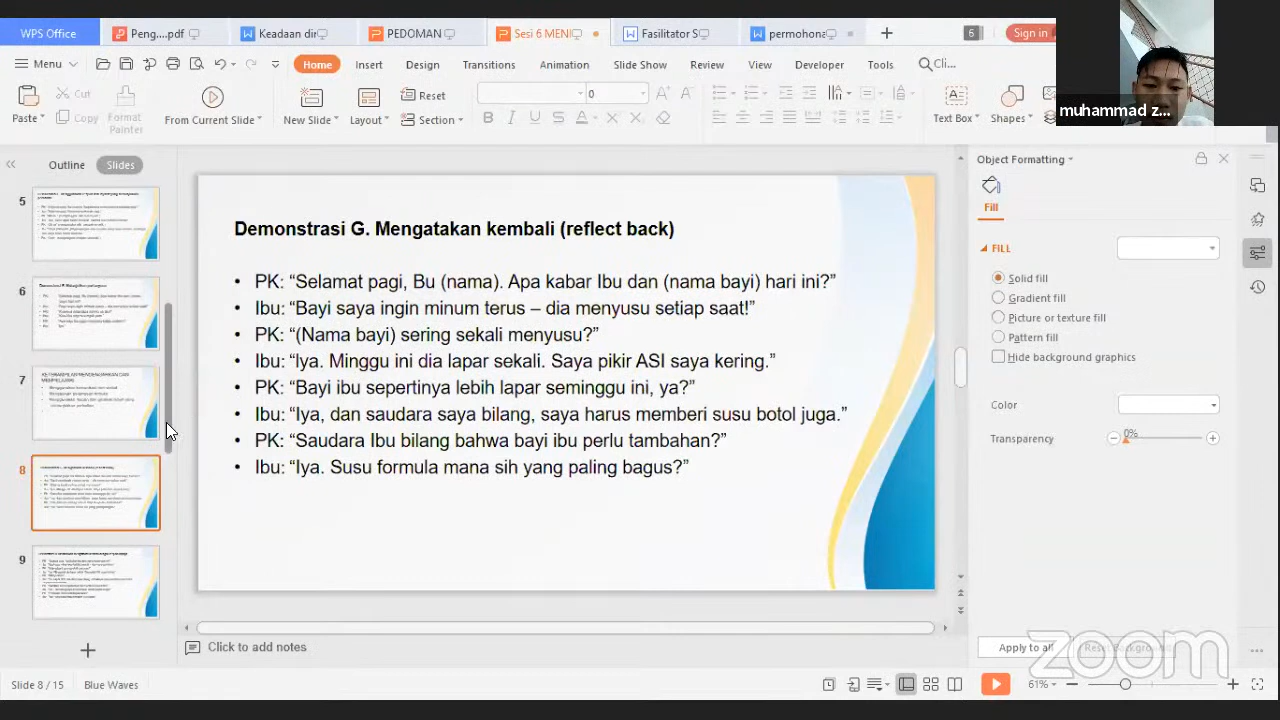 WPS Office
Peng....pdf
Keadaan dir
PEDOMAN
Sesi 6 MENI
Fasilitator S
permohona
6
Sign in
Menu
Home
Insert
Design
Transitions
Animation
Slide Show
Review
View
Developer
Tools
Cli...
muhammad z...
Paste
Cut
Format Painter
From Current Slide
New Slide
Layout
Reset
Section
0
B I U S A
Text Box
Shapes
Outline
Slides
Object Formatting
Fill
FILL
Solid fill
Gradient fill
Picture or texture fill
Pattern fill
Hide background graphics
Color
Transparency
0%
Apply to all
Reset Background
5
6
7
8
9
Demonstrasi G. Mengatakan kembali (reflect back)
• PK: “Selamat pagi, Bu (nama). Apa kabar Ibu dan (nama bayi) hari ini?”
Ibu: “Bayi saya ingin minum terus – dia menyusu setiap saat!”
• PK: “(Nama bayi) sering sekali menyusu?”
• Ibu: “Iya. Minggu ini dia lapar sekali. Saya pikir ASI saya kering.”
• PK: “Bayi ibu sepertinya lebih lapar seminggu ini, ya?”
• Ibu: “Iya, dan saudara saya bilang, saya harus memberi susu botol juga.”
• PK: “Saudara Ibu bilang bahwa bayi ibu perlu tambahan?”
• Ibu: “Iya. Susu formula mana sih yang paling bagus?”
Click to add notes
zoom
Slide 8 / 15
Blue Waves
61%